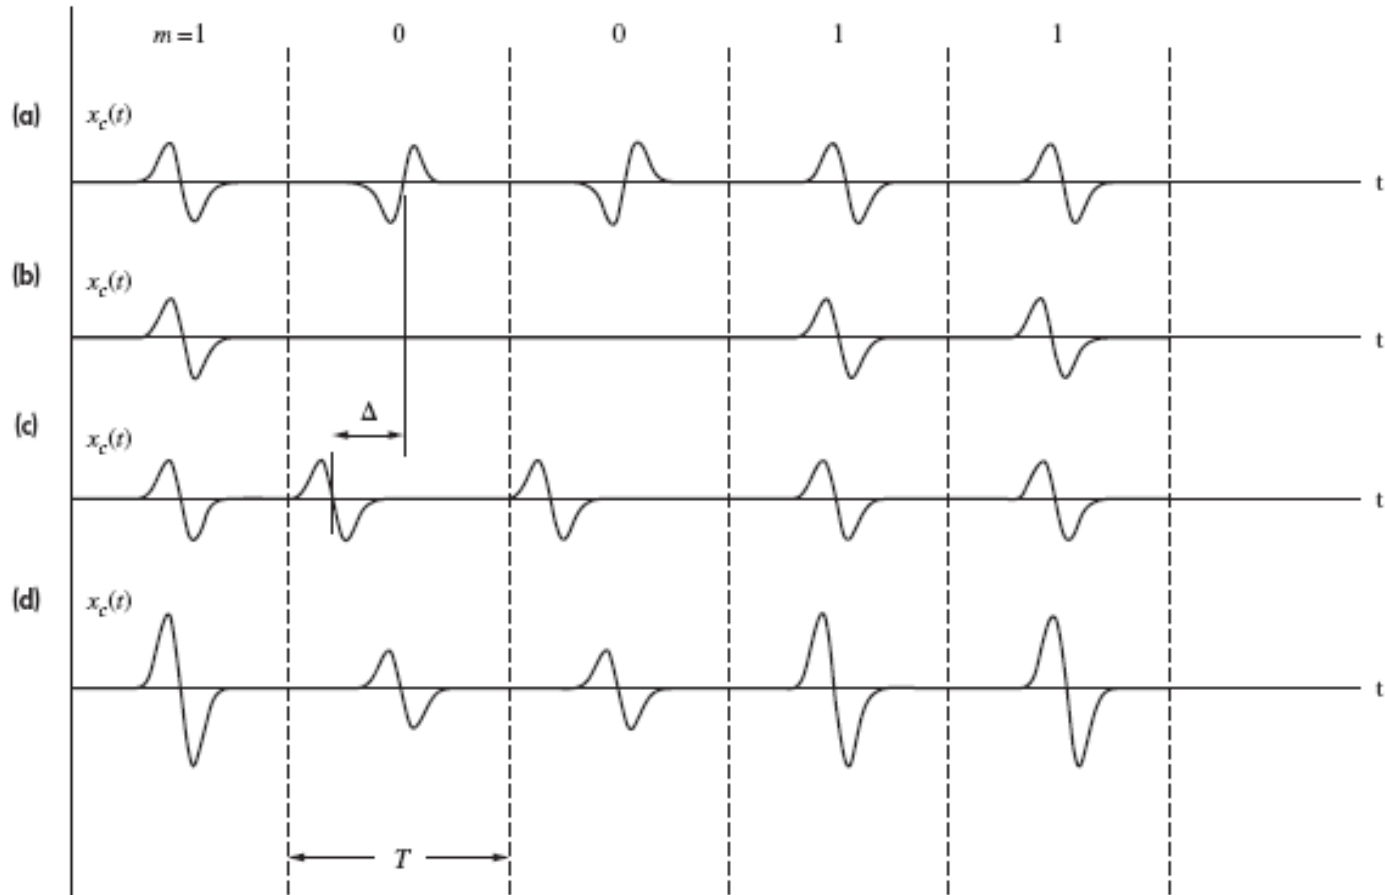 m = 1 0 0 1 1
(a) x_c(t)
t
(b) x_c(t)
t
Δ
(c) x_c(t)
t
(d) x_c(t)
t
T